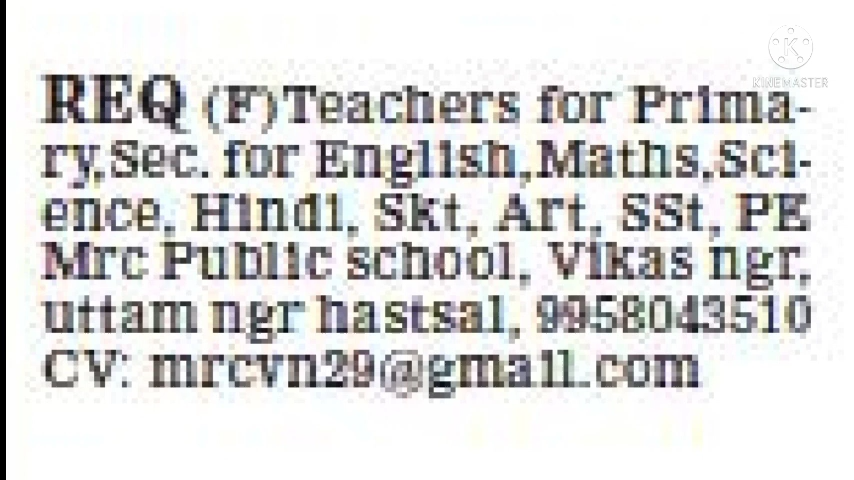 KINEMASTER
REQ (F)Teachers for Prima-
ry,Sec. for English,Maths,Sci-
ence, Hindi, Skt, Art, SSt, PE
Mrc Public school, Vikas ngr,
uttam ngr hastsal, 9958043510
CV: mrcvn29@gmail.com